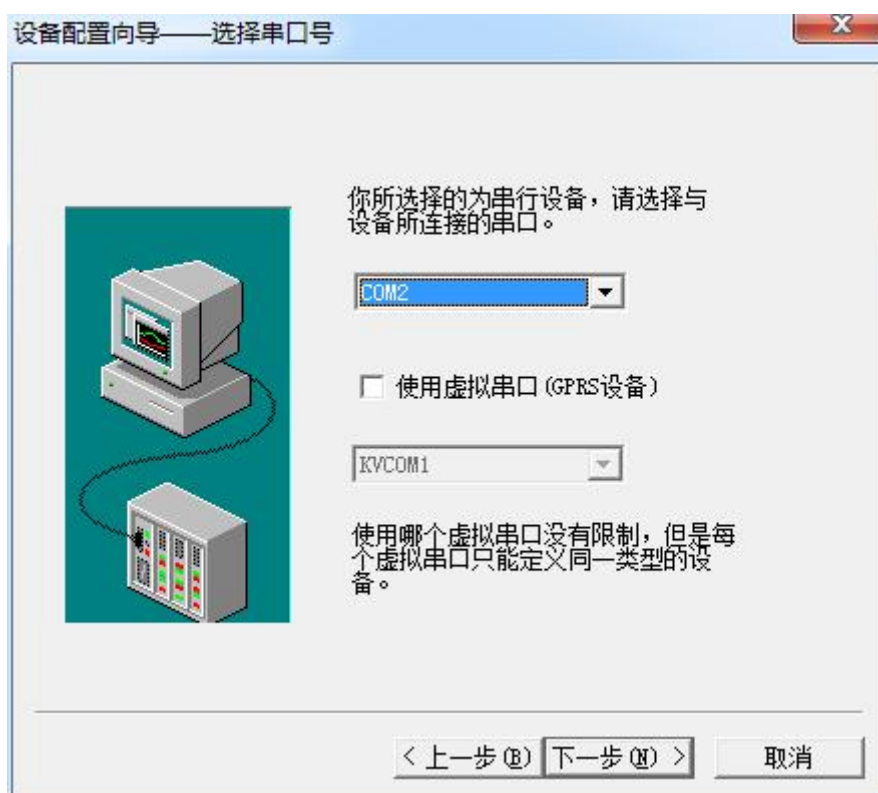 设备配置向导——选择串口号
你所选择的为串行设备，请选择与
设备所连接的串口。
COM2
使用虚拟串口(GPRS设备)
KVCOM1
使用哪个虚拟串口没有限制，但是每
个虚拟串口只能定义同一类型的设
备。
<上一步(B) 下一步(N)> 取消